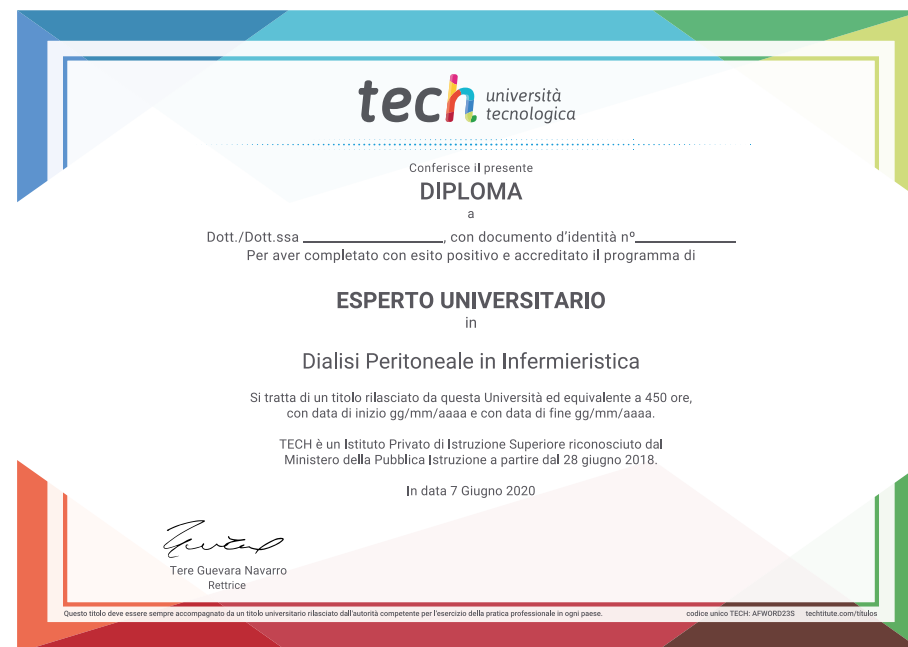 tech università
tecnologica
Conferisce il presente
DIPLOMA
a
Dott./Dott.ssa ____________________, con documento d'identità nº______________
Per aver completato con esito positivo e accreditato il programma di
ESPERTO UNIVERSITARIO
in
Dialisi Peritoneale in Infermieristica
Si tratta di un titolo rilasciato da questa Università ed equivalente a 450 ore,
con data di inizio gg/mm/aaaa e con data di fine gg/mm/aaaa.
TECH è un Istituto Privato di Istruzione Superiore riconosciuto dal
Ministero della Pubblica Istruzione a partire dal 28 giugno 2018.
In data 7 Giugno 2020
Tere Guevara Navarro
Rettrice
Questo titolo deve essere sempre accompagnato da un titolo universitario rilasciato dall'autorità competente per l'esercizio della pratica professionale in ogni paese. codice unico TECH: AFWORD23S techtitute.com/titulos